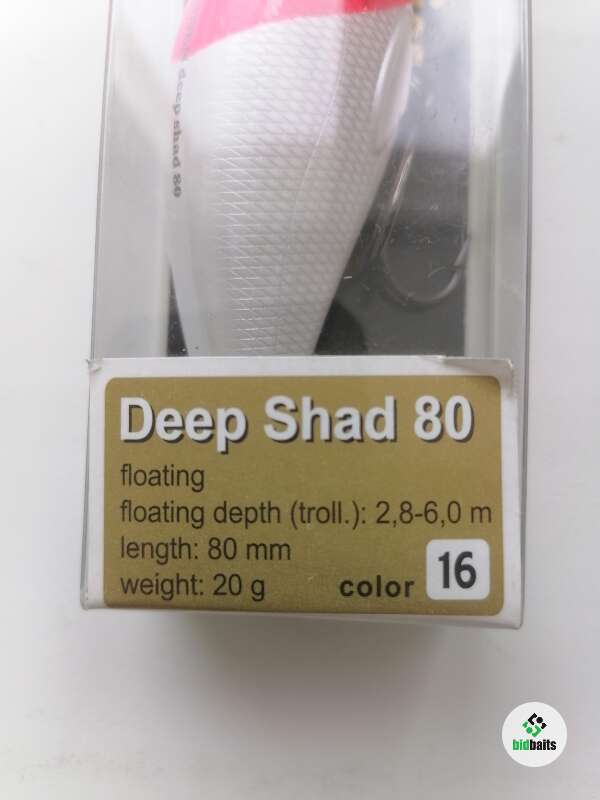 deep shad 80
Deep Shad 80
floating
floating depth (troll.): 2,8-6,0 m
length: 80 mm
weight: 20 g
color 16
bidbaits